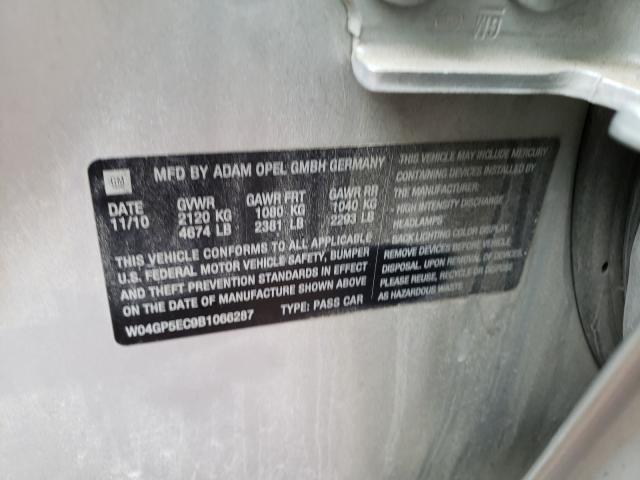 GM
MFD BY ADAM OPEL GMBH GERMANY
DATE GVWR GAWR FRT GAWR RR
11/10 2120 KG 1080 KG 1040 KG
4674 LB 2381 LB 2293 LB
THIS VEHICLE CONFORMS TO ALL APPLICABLE
U.S. FEDERAL MOTOR VEHICLE SAFETY, BUMPER
AND THEFT PREVENTION STANDARDS IN EFFECT
ON THE DATE OF MANUFACTURE SHOWN ABOVE
W04GP5EC9B1066287 TYPE: PASS CAR
THIS VEHICLE MAY INCLUDE MERCURY
CONTAINING DEVICES INSTALLED BY
THE MANUFACTURER:
- HIGH INTENSITY DISCHARGE
HEADLAMPS
- BACK-LIGHTING COLOR DISPLAY
REMOVE DEVICES BEFORE VEHICLE
DISPOSAL. UPON REMOVAL OF DEVICES
PLEASE REUSE, RECYCLE OR DISPOSE
AS HAZARDOUS WASTE.